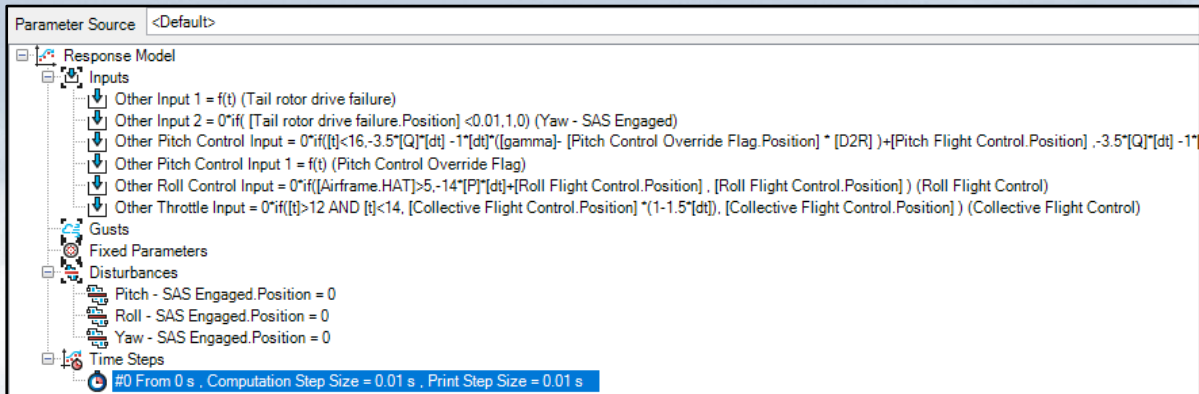 Parameter Source <Default>
Response Model
Inputs
Other Input 1 = f(t) (Tail rotor drive failure)
Other Input 2 = 0*if( [Tail rotor drive failure.Position] <0.01,1,0) (Yaw - SAS Engaged)
Other Pitch Control Input = 0*if([t]<16,-3.5*[Q]*[dt] -1*[dt]*([gamma]- [Pitch Control Override Flag.Position] * [D2R] )+[Pitch Flight Control.Position] ,-3.5*[Q]*[dt] -1*[
Other Pitch Control Input 1 = f(t) (Pitch Control Override Flag)
Other Roll Control Input = 0*if([Airframe.HAT]>5,-14*[P]*[dt]+[Roll Flight Control.Position] , [Roll Flight Control.Position] ) (Roll Flight Control)
Other Throttle Input = 0*if([t]>12 AND [t]<14, [Collective Flight Control.Position] *(1-1.5*[dt]), [Collective Flight Control.Position] ) (Collective Flight Control)
Gusts
Fixed Parameters
Disturbances
Pitch - SAS Engaged.Position = 0
Roll - SAS Engaged.Position = 0
Yaw - SAS Engaged.Position = 0
Time Steps
#0 From 0 s , Computation Step Size = 0.01 s , Print Step Size = 0.01 s